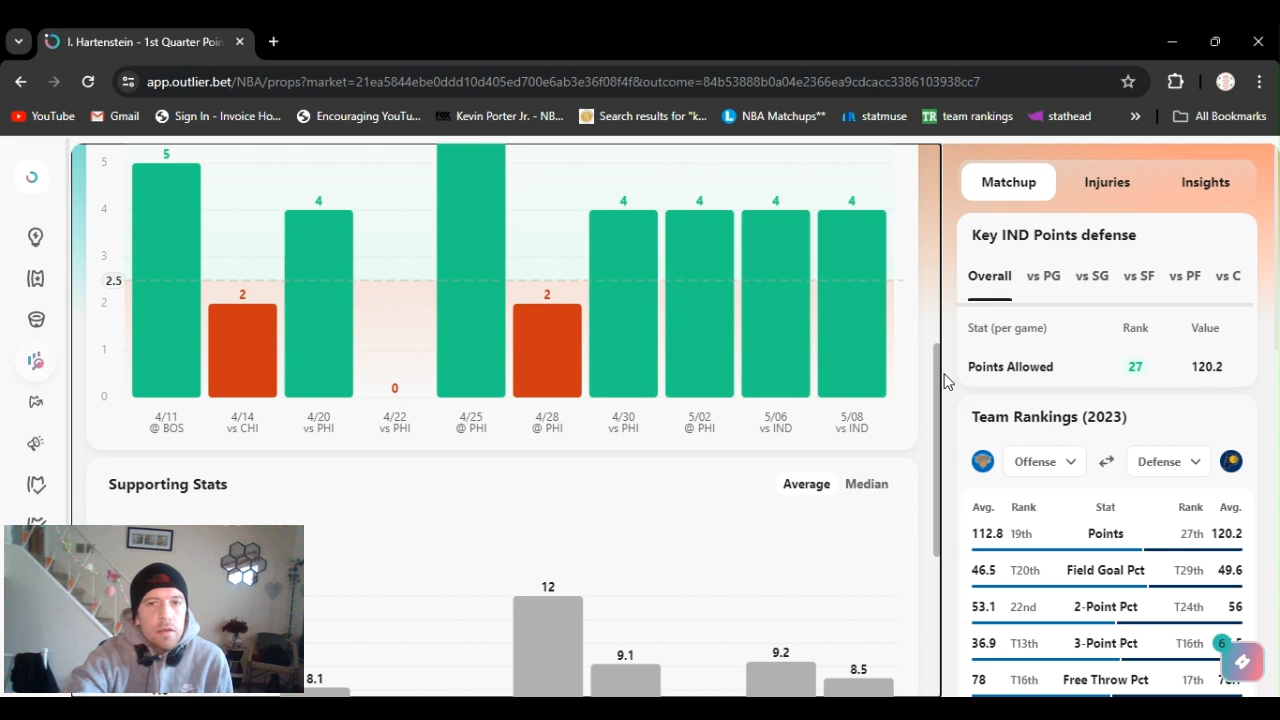 I. Hartenstein - 1st Quarter Poin
app.outlier.bet/NBA/props?market=21ea5844ebe0ddd10d405ed700e6ab3e36f08f4f&outcome=84b53888b0a04e2366ea9cdcacc3386103938cc7
YouTube Gmail Sign In - Invoice Ho... Encouraging YouTu... Kevin Porter Jr. - NB... Search results for "k... NBA Matchups** statmuse team rankings stathead » All Bookmarks
Matchup Injuries Insights
5 4 3 2.5 2 1 0
5 2 4 0 2 4 4 4 4
4/11 4/14 4/20 4/22 4/25 4/28 4/30 5/02 5/06 5/08
@ BOS vs CHI vs PHI vs PHI @ PHI @ PHI vs PHI @ PHI vs IND vs IND
Supporting Stats Average Median
8.1 12 9.1 9.2 8.5
Key IND Points defense
Overall vs PG vs SG vs SF vs PF vs C
Stat (per game) Rank Value
Points Allowed 27 120.2
Team Rankings (2023)
Offense Defense
Avg. Rank Stat Rank Avg.
112.8 19th Points 27th 120.2
46.5 T20th Field Goal Pct T29th 49.6
53.1 22nd 2-Point Pct T24th 56
36.9 T13th 3-Point Pct T16th
78 T16th Free Throw Pct 17th